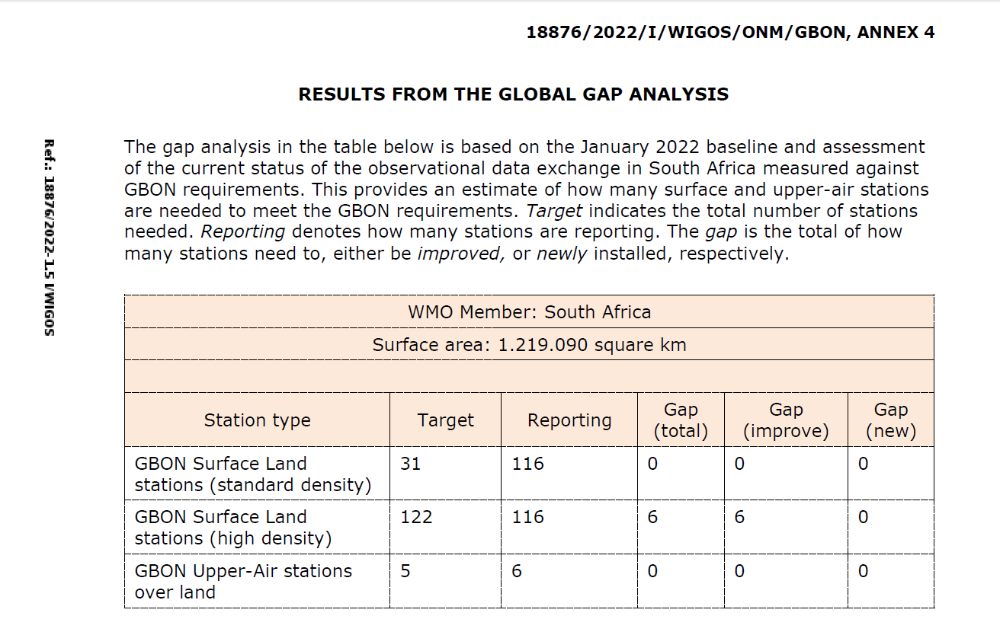 18876/2022/I/WIGOS/ONM/GBON, ANNEX 4
RESULTS FROM THE GLOBAL GAP ANALYSIS
Ref.: 18876/2022-1.5 I/WIGOS
The gap analysis in the table below is based on the January 2022 baseline and assessment
of the current status of the observational data exchange in South Africa measured against
GBON requirements. This provides an estimate of how many surface and upper-air stations
are needed to meet the GBON requirements. Target indicates the total number of stations
needed. Reporting denotes how many stations are reporting. The gap is the total of how
many stations need to, either be improved, or newly installed, respectively.
WMO Member: South Africa
Surface area: 1.219.090 square km
Station type Target Reporting Gap (total) Gap (improve) Gap (new)
GBON Surface Land
stations (standard density) 31 116 0 0 0
GBON Surface Land
stations (high density) 122 116 6 6 0
GBON Upper-Air stations
over land 5 6 0 0 0